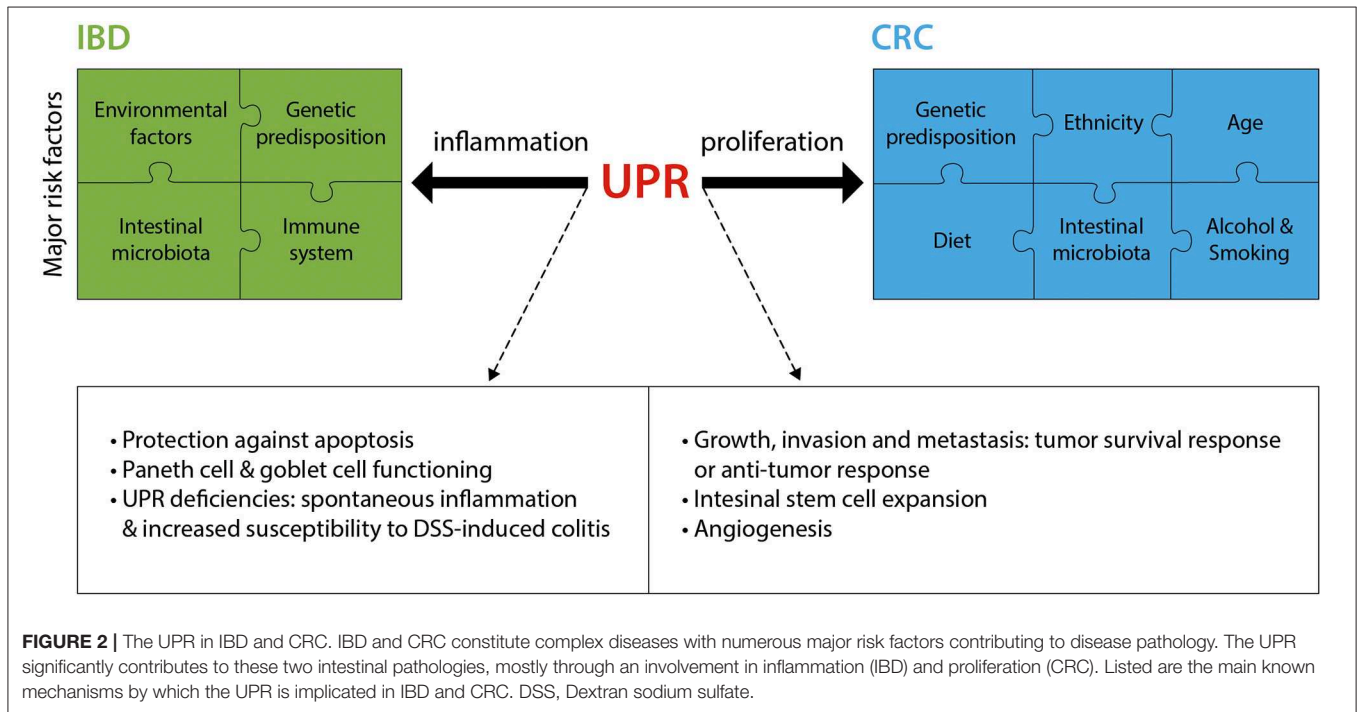 IBD
CRC
Major risk factors
Environmental
factors
Genetic
predisposition
Intestinal
microbiota
Immune
system
inflammation
UPR
proliferation
Genetic
predisposition
Ethnicity
Age
Diet
Intestinal
microbiota
Alcohol &
Smoking
• Protection against apoptosis
• Paneth cell & goblet cell functioning
• UPR deficiencies: spontaneous inflammation
& increased susceptibility to DSS-induced colitis
• Growth, invasion and metastasis: tumor survival response
or anti-tumor response
• Intesinal stem cell expansion
• Angiogenesis
FIGURE 2 | The UPR in IBD and CRC. IBD and CRC constitute complex diseases with numerous major risk factors contributing to disease pathology. The UPR
significantly contributes to these two intestinal pathologies, mostly through an involvement in inflammation (IBD) and proliferation (CRC). Listed are the main known
mechanisms by which the UPR is implicated in IBD and CRC. DSS, Dextran sodium sulfate.